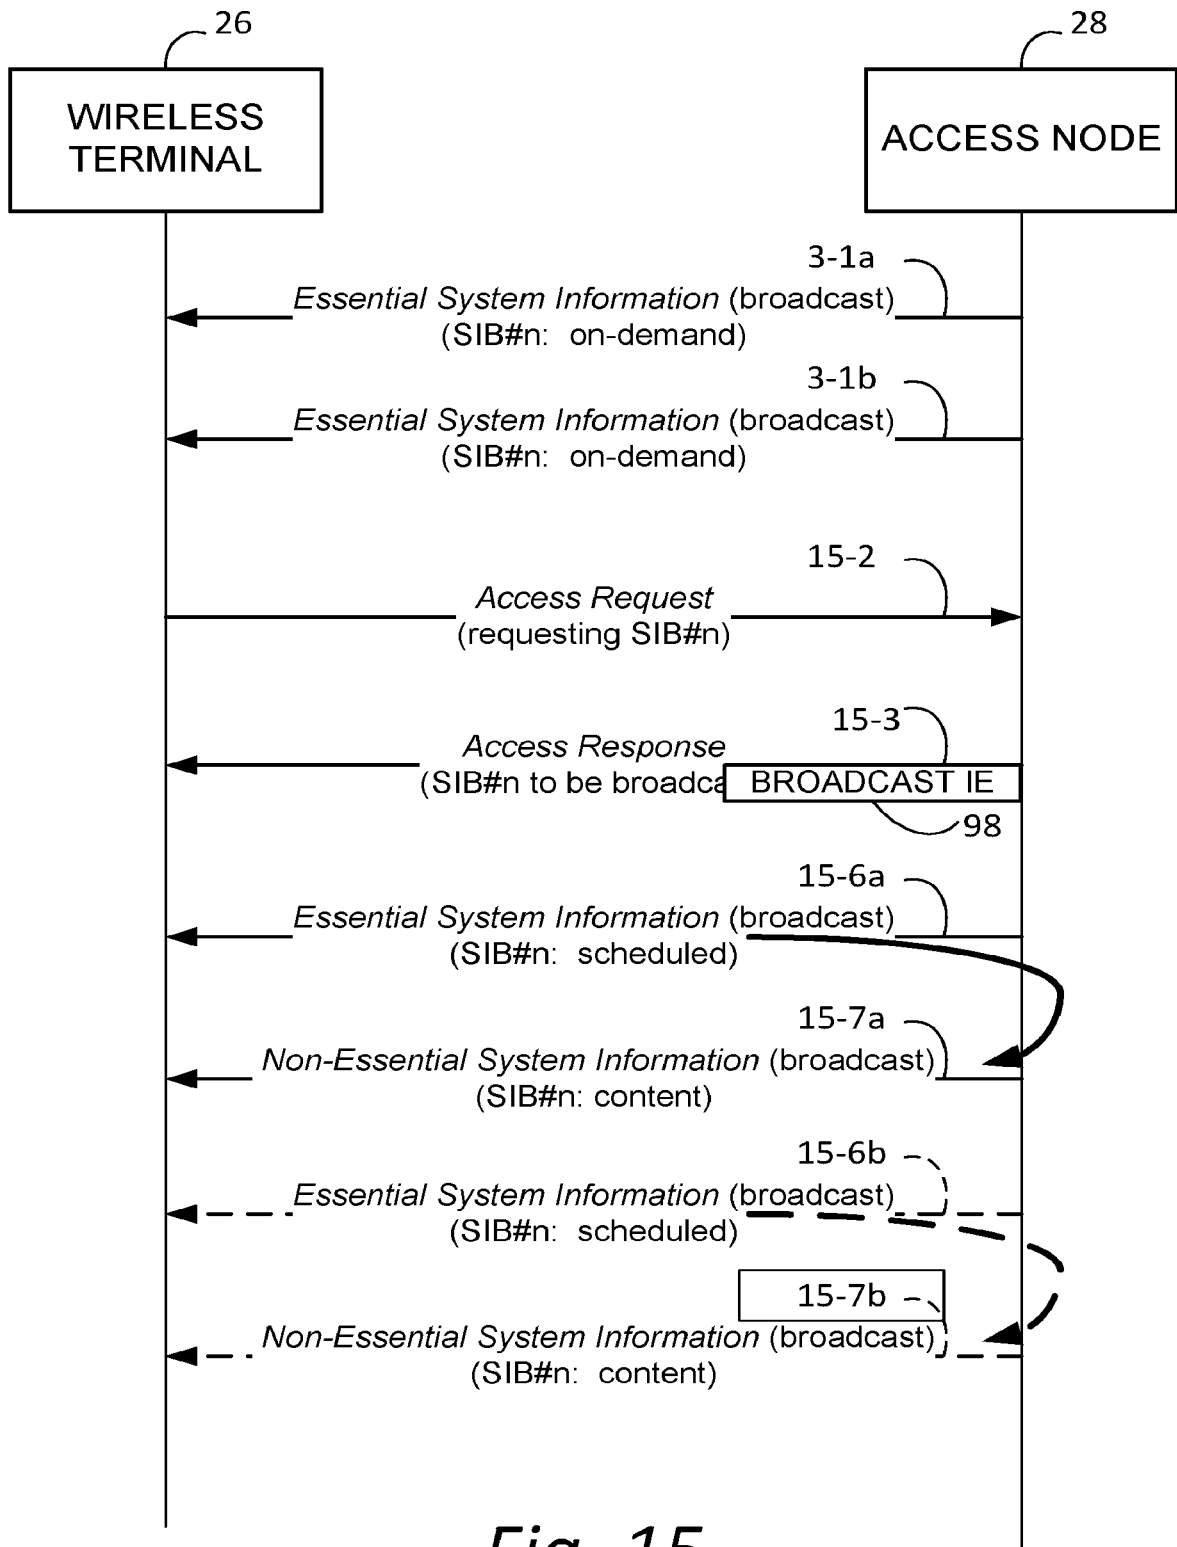 26
28
WIRELESS
TERMINAL
ACCESS NODE
3-1a
Essential System Information (broadcast)
(SIB#n: on-demand)
3-1b
Essential System Information (broadcast)
(SIB#n: on-demand)
15-2
Access Request
(requesting SIB#n)
15-3
Access Response
(SIB#n to be broadca
BROADCAST IE
98
15-6a
Essential System Information (broadcast)
(SIB#n: scheduled)
15-7a
Non-Essential System Information (broadcast)
(SIB#n: content)
15-6b
Essential System Information (broadcast)
(SIB#n: scheduled)
15-7b
Non-Essential System Information (broadcast)
(SIB#n: content)
Fig. 15